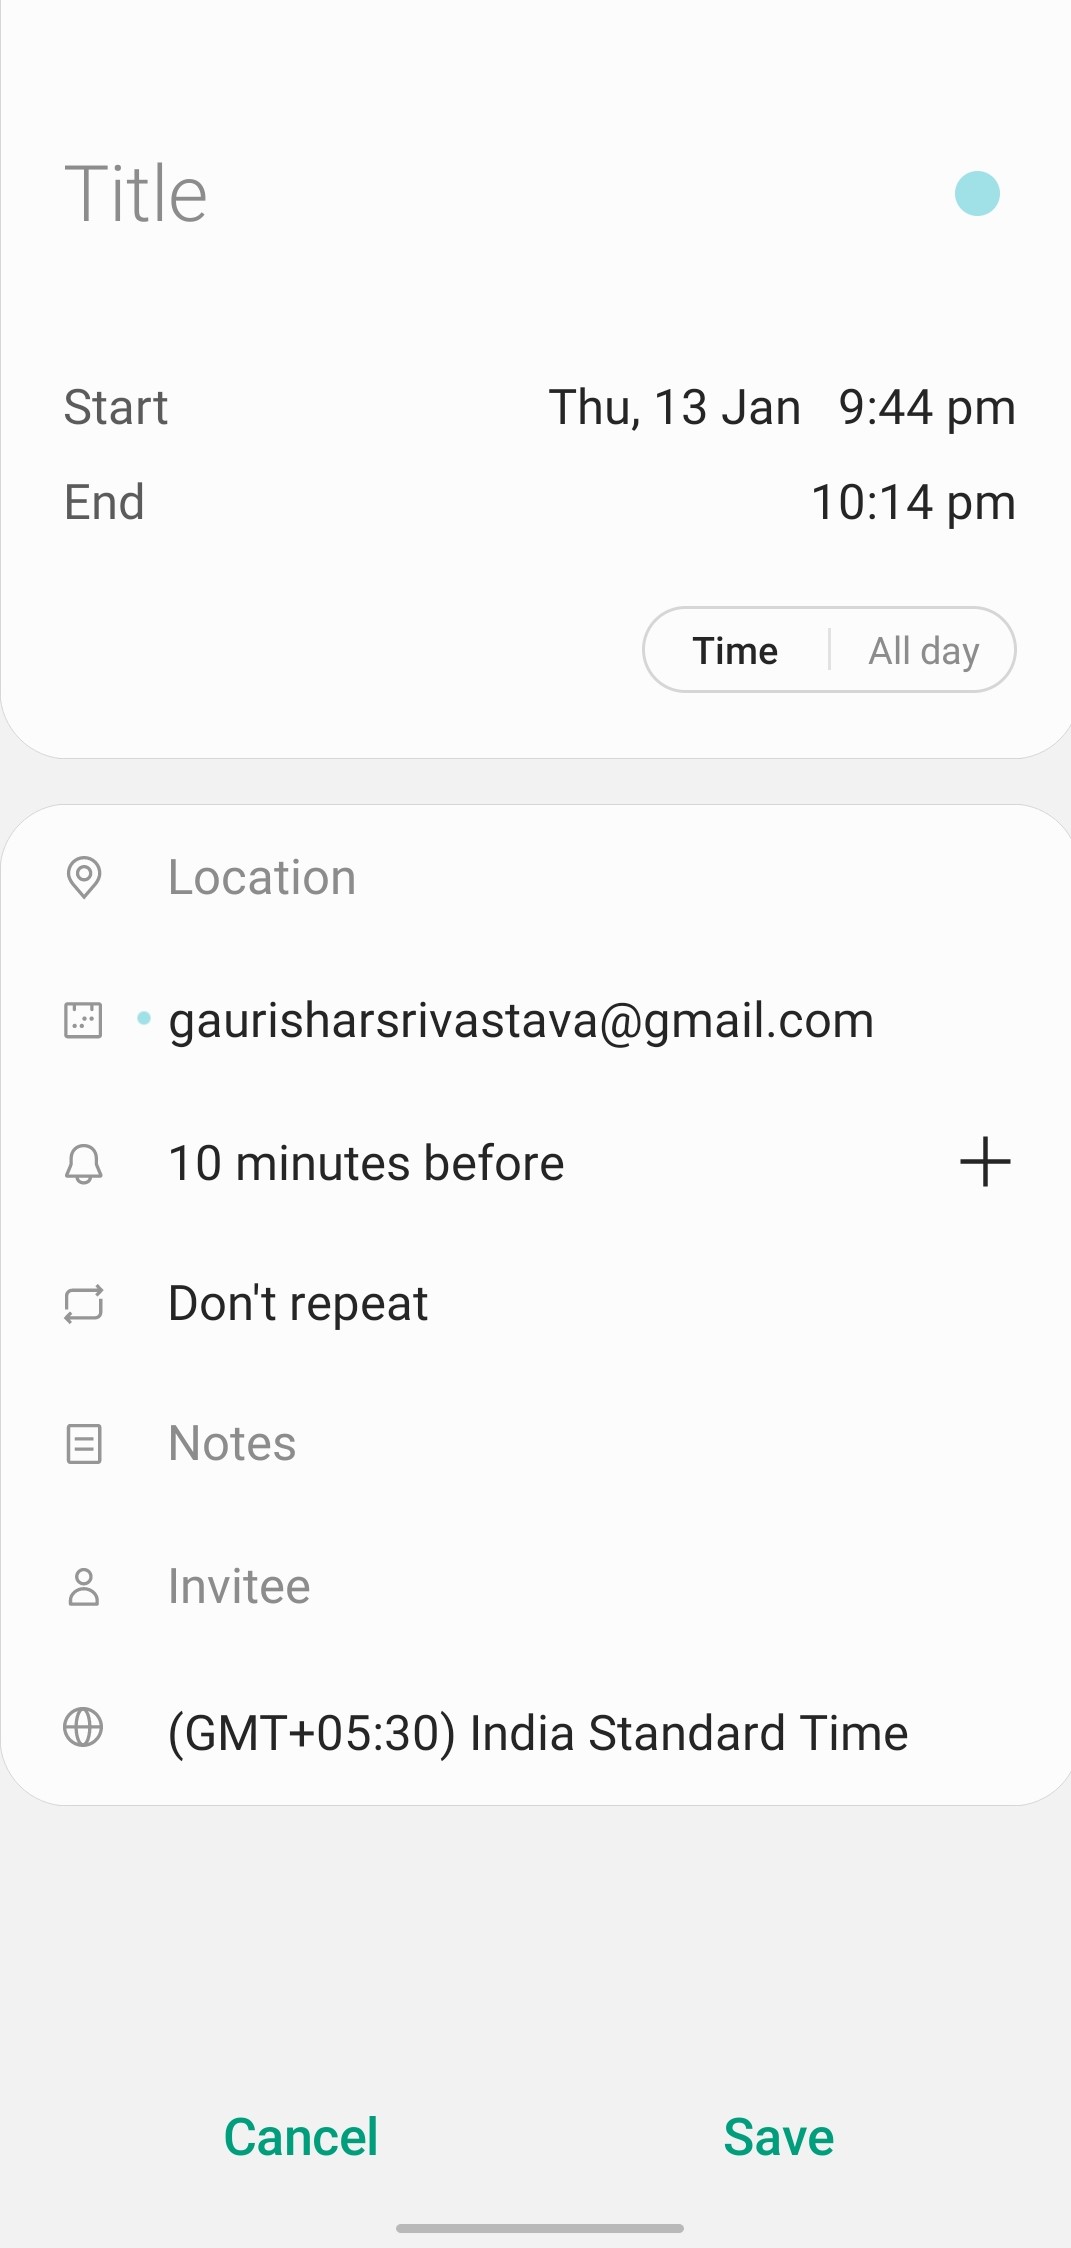 Title
Start Thu, 13 Jan 9:44 pm
End 10:14 pm
Time All day
Location
gaurisharsrivastava@gmail.com
10 minutes before
Don't repeat
Notes
Invitee
(GMT+05:30) India Standard Time
Cancel Save